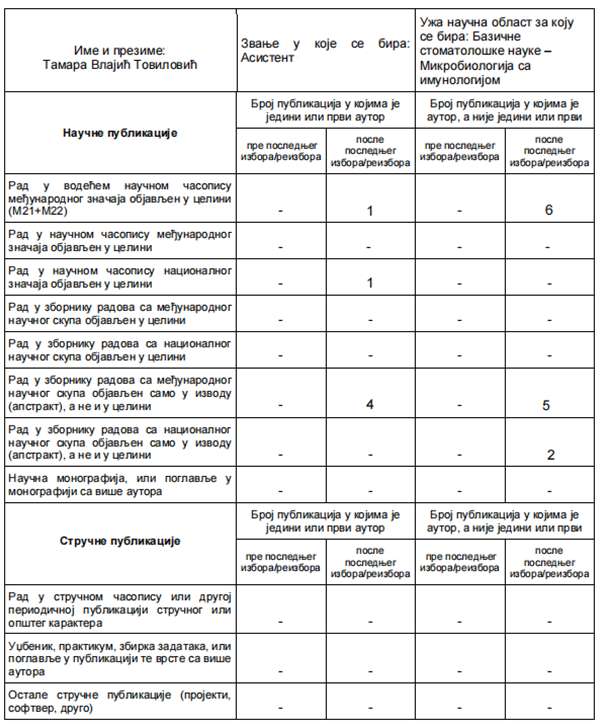 Име и презиме:
Тамара Влајић Товиловић
Звање у које се бира:
Асистент
Ужа научна област за коју
се бира: Базичне
стоматолошке науке –
Микробиологија са
имунологијом
Научне публикације
Број публикација у којима је
једини или први аутор
Број публикација у којима је
аутор, а није једини или први
пре последњег
избора/реизбора
после
последњег
избора/реизбора
пре последњег
избора/реизбора
после
последњег
избора/реизбора
Рад у водећем научном часопису
међународног значаја објављен у целини
(М21+М22)
- 1 - 6
Рад у научном часопису међународног
значаја објављен у целини
- - - -
Рад у научном часопису националног
значаја објављен у целини
- 1 - -
Рад у зборнику радова са међународног
научног скупа објављен у целини
- - - -
Рад у зборнику радова са националног
научног скупа објављен у целини
- - - -
Рад у зборнику радова са међународног
научног скупа објављен само у изводу
(апстракт), а не и у целини
- 4 - 5
Рад у зборнику радова са националног
научног скупа објављен само у изводу
(апстракт), а не и у целини
- - - 2
Научна монографија, или поглавље у
монографији са више аутора
- - - -
Стручне публикације
Број публикација у којима је
једини или први аутор
Број публикација у којима је
аутор, а није једини или први
пре последњег
избора/реизбора
после
последњег
избора/реизбора
пре последњег
избора/реизбора
после
последњег
избора/реизбора
Рад у стручном часопису или другој
периодичној публикацији стручног или
општег карактера
- - - -
Уџбеник, практикум, збирка задатака, или
поглавље у публикацији те врсте са више
аутора
- - - -
Остале стручне публикације (пројекти,
софтвер, друго)
- - - -